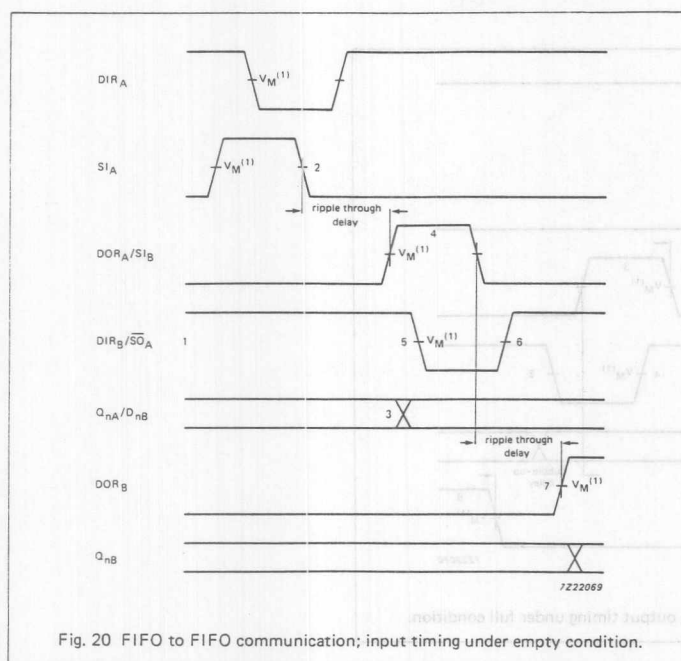 DIR_A
V_M(1)
SI_A
V_M(1)
2
ripple through
delay
4
DOR_A/SI_B
V_M(1)
DIR_B/S̅O̅_A
1
5
V_M(1)
6
Q_nA/D_nB
3
ripple through
delay
DOR_B
7
V_M(1)
Q_nB
7Z22069
output timing under full condition.
Fig. 20 FIFO to FIFO communication; input timing under empty condition.